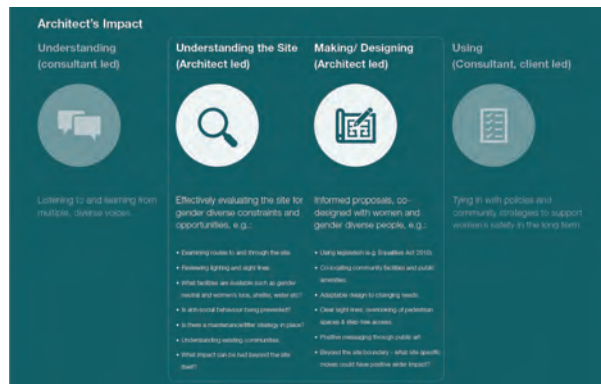 Architect's Impact
Understanding
(consultant led)
Listening to and learning from
multiple, diverse voices.
Understanding the Site
(Architect led)
Effectively evaluating the site for
gender diverse constraints and
opportunities, e.g.:
• Examining routes to and through the site.
• Reviewing lighting and sight lines.
• What facilities are available such as gender
neutral and women's loos, shelter, water etc?
• Is anti-social behaviour being prevented?
• Is there a maintenance/litter strategy in place?
• Understanding existing communities.
• What impact can be had beyond the site
itself?
Making/ Designing
(Architect led)
Informed proposals, co-
designed with women and
gender diverse people, e.g.:
• Using legislation (e.g. Equalities Act 2010).
• Co-locating community facilities and public
amenities.
• Adaptable design to changing needs.
• Clear sight lines, overlooking of pedestrian
spaces & step-free access.
• Positive messaging through public art.
• Beyond the site boundary - what site specific
moves could have positive wider impact?
Using
(Consultant, client led)
Tying in with policies and
community strategies to support
women's safety in the long term.